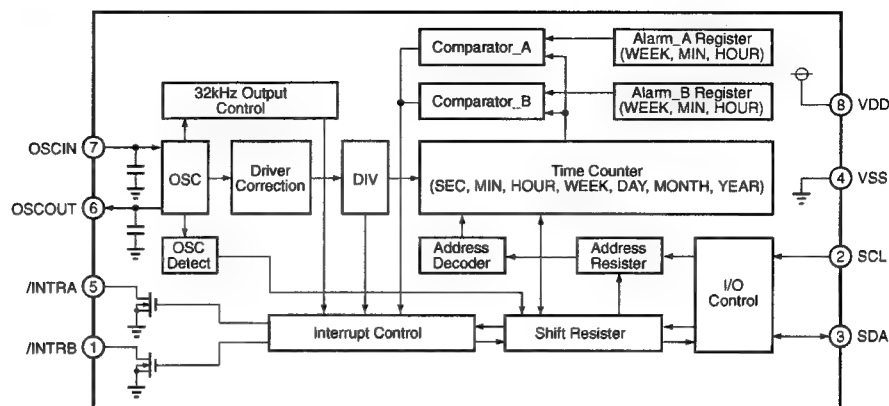 Comparator_A
Alarm_A Register
(WEEK, MIN, HOUR)
32kHz Output
Control
Comparator_B
Alarm_B Register
(WEEK, MIN, HOUR)
8 VDD
OSCIN 7
OSC
Driver
Correction
DIV
Time Counter
(SEC, MIN, HOUR, WEEK, DAY, MONTH, YEAR)
4 VSS
OSCOUT 6
OSC
Detect
Address
Decoder
Address
Resister
I/O
Control
2 SCL
/INTRA 5
Interrupt Control
Shift Resister
3 SDA
/INTRB 1